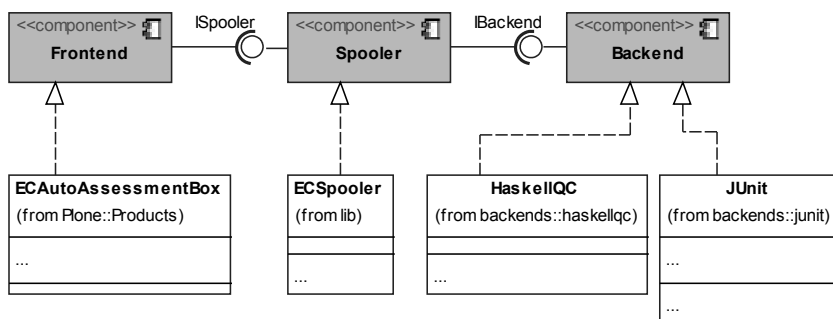 ISpooler
IBackend
<<component>>
Frontend
<<component>>
Spooler
<<component>>
Backend
ECAutoAssessmentBox
(from Plone::Products)
...
ECSpooler
(from lib)
...
HaskellQC
(from backends::haskellqc)
...
JUnit
(from backends::junit)
...
...